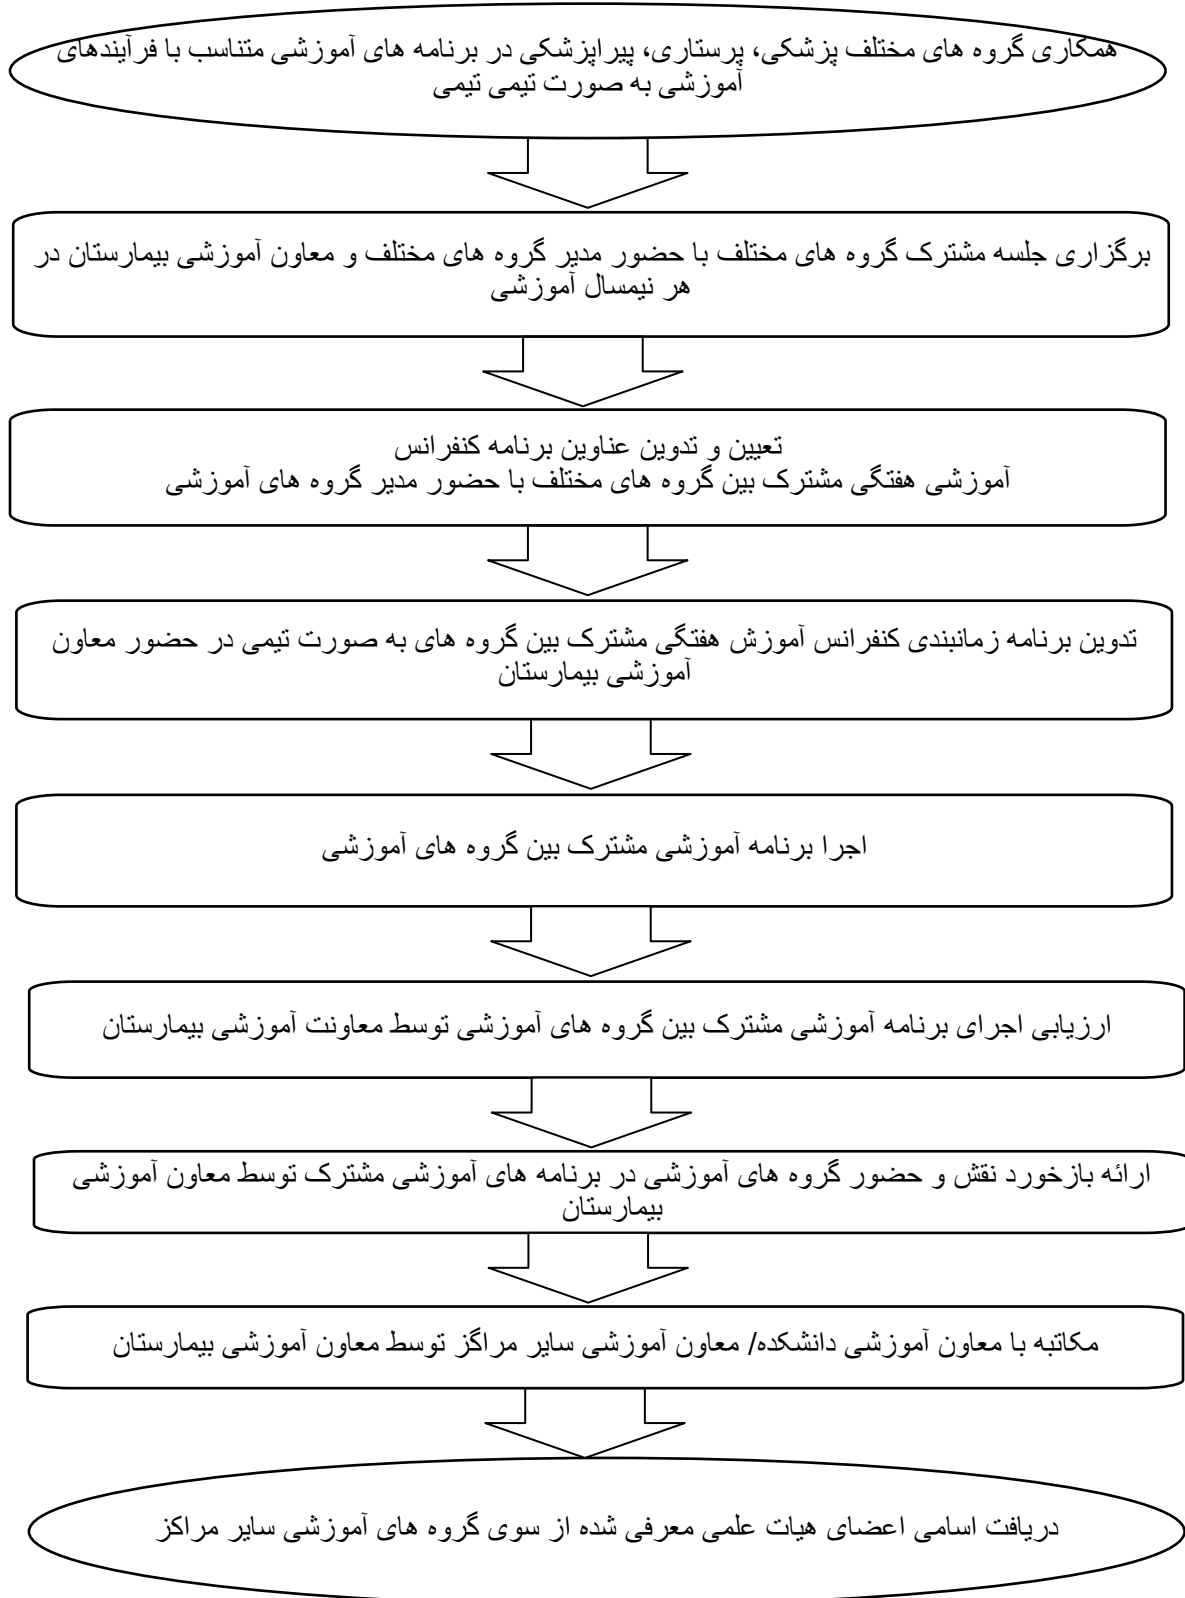 همکاری گروه های مختلف پزشکی، پرستاری، پیراپزشکی در برنامه های آموزشی متناسب با فرآیندهای
آموزشی به صورت تیمی تیمی
برگزاری جلسه مشترک گروه های مختلف با حضور مدیر گروه های مختلف و معاون آموزشی بیمارستان در
هر نیمسال آموزشی
تعیین و تدوین عناوین برنامه کنفرانس
آموزشی هفتگی مشترک بین گروه های مختلف با حضور مدیر گروه های آموزشی
تدوین برنامه زمانبندی کنفرانس آموزش هفتگی مشترک بین گروه های به صورت تیمی در حضور معاون
آموزشی بیمارستان
اجرا برنامه آموزشی مشترک بین گروه های آموزشی
ارزیابی اجرای برنامه آموزشی مشترک بین گروه های آموزشی توسط معاونت آموزشی بیمارستان
ارائه بازخورد نقش و حضور گروه های آموزشی در برنامه های آموزشی مشترک توسط معاون آموزشی
بیمارستان
مکاتبه با معاون آموزشی دانشکده/ معاون آموزشی سایر مراگز توسط معاون آموزشی بیمارستان
دریافت اسامی اعضای هیات علمی معرفی شده از سوی گروه های آموزشی سایر مراکز